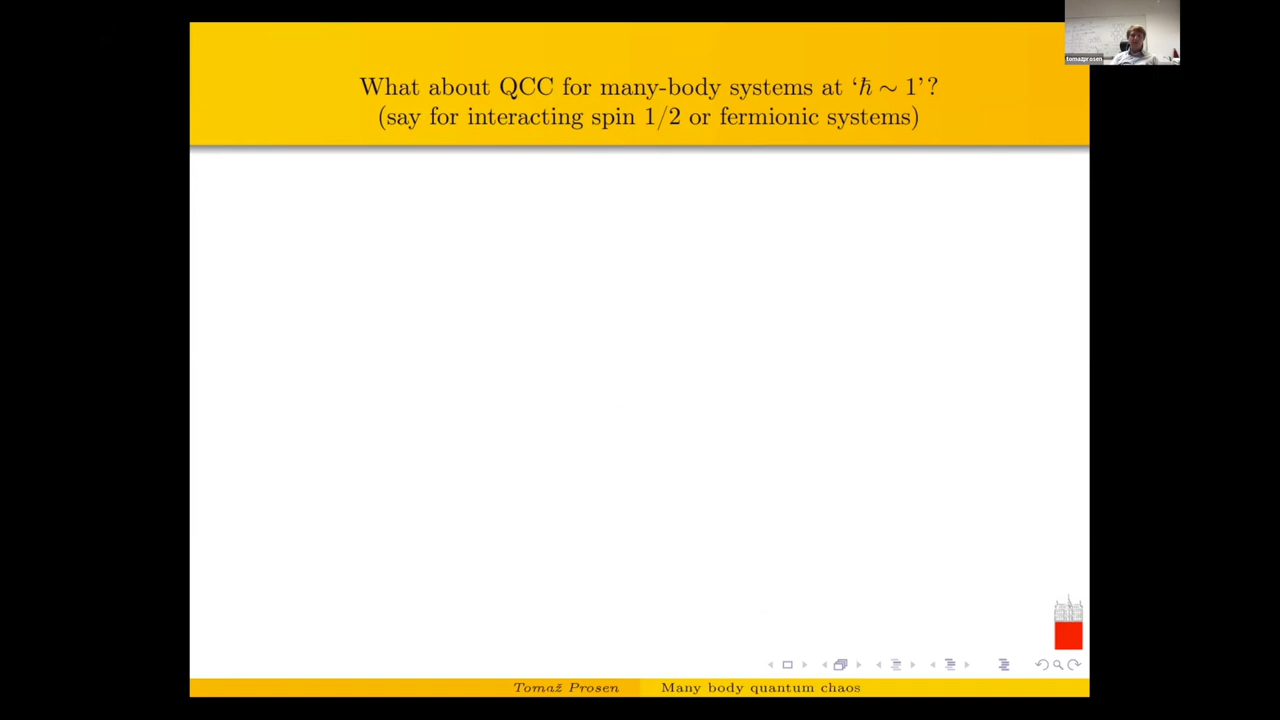 tomazprosen
What about QCC for many-body systems at ‘ℏ ∼ 1’?
(say for interacting spin 1/2 or fermionic systems)
Tomaž Prosen Many body quantum chaos